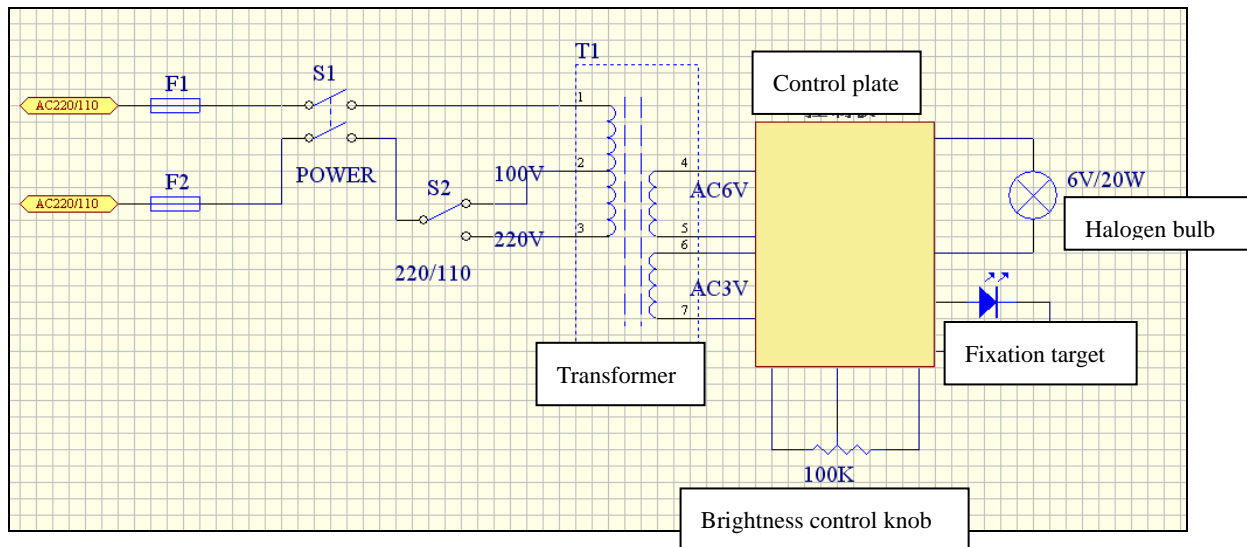 T1
Control plate
S1
F1
1
AC220/110
2
4
POWER
100V
AC6V
6V/20W
F2
S2
AC220/110
Halogen bulb
3
5
220V
6
220/110
AC3V
7
Fixation target
Transformer
100K
Brightness control knob